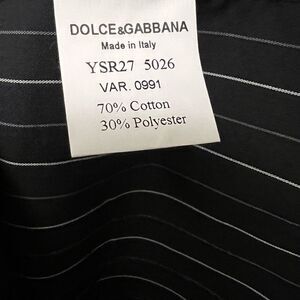 DOLCE&GABBANA
Made in Italy
YSR27 5026
VAR. 0991
70% Cotton
30% Polyester